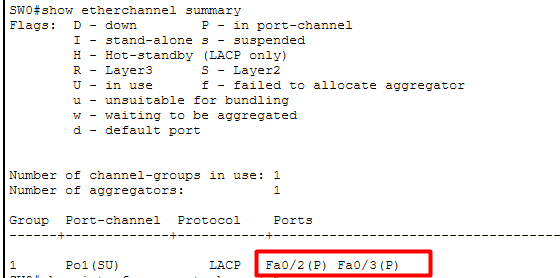 SW0#show etherchannel summary
Flags:  D - down        P - in port-channel
        I - stand-alone s - suspended
        H - Hot-standby (LACP only)
        R - Layer3      S - Layer2
        U - in use      f - failed to allocate aggregator
        u - unsuitable for bundling
        w - waiting to be aggregated
        d - default port
Number of channel-groups in use: 1
Number of aggregators:           1
Group  Port-channel  Protocol    Ports
------+-------------+-----------+----------------------------------------------
1      Po1(SU)           LACP   Fa0/2(P) Fa0/3(P)